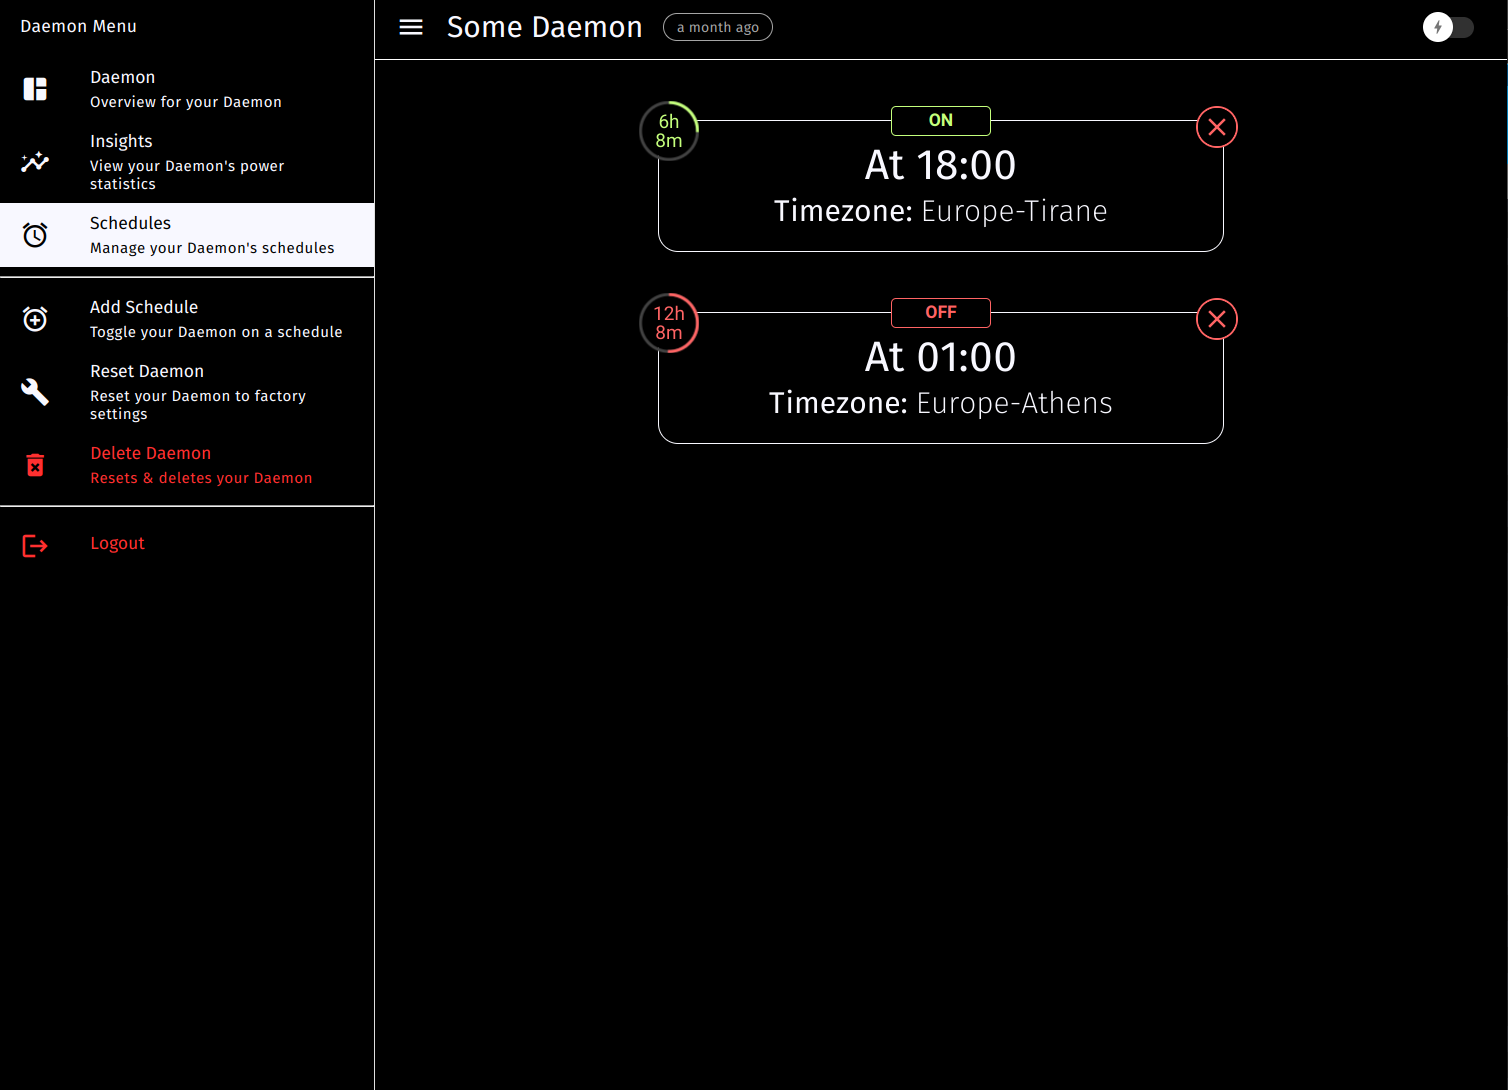 Daemon Menu
Daemon
Overview for your Daemon
Insights
View your Daemon's power
statistics
Schedules
Manage your Daemon's schedules
Add Schedule
Toggle your Daemon on a schedule
Reset Daemon
Reset your Daemon to factory
settings
Delete Daemon
Resets & deletes your Daemon
Logout
Some Daemon
a month ago
6h
8m
ON
At 18:00
Timezone: Europe-Tirane
12h
8m
OFF
At 01:00
Timezone: Europe-Athens